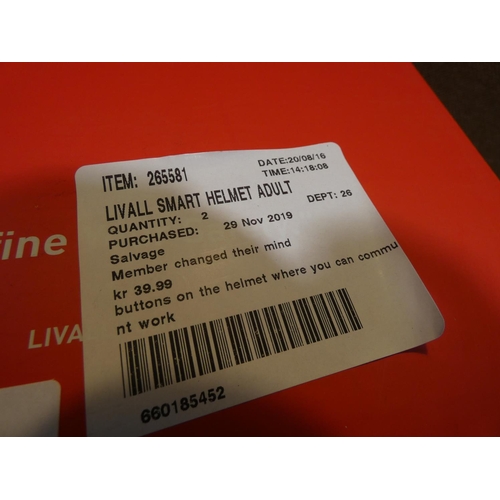 DATE:20/08/16
TIME:14:18:08
ITEM: 265581
LIVALL SMART HELMET ADULT
QUANTITY: 2 DEPT: 26
PURCHASED: 29 Nov 2019
Salvage
Member changed their mind
kr 39.99
buttons on the helmet where you can commu
nt work
660185452
fine
LIVALL